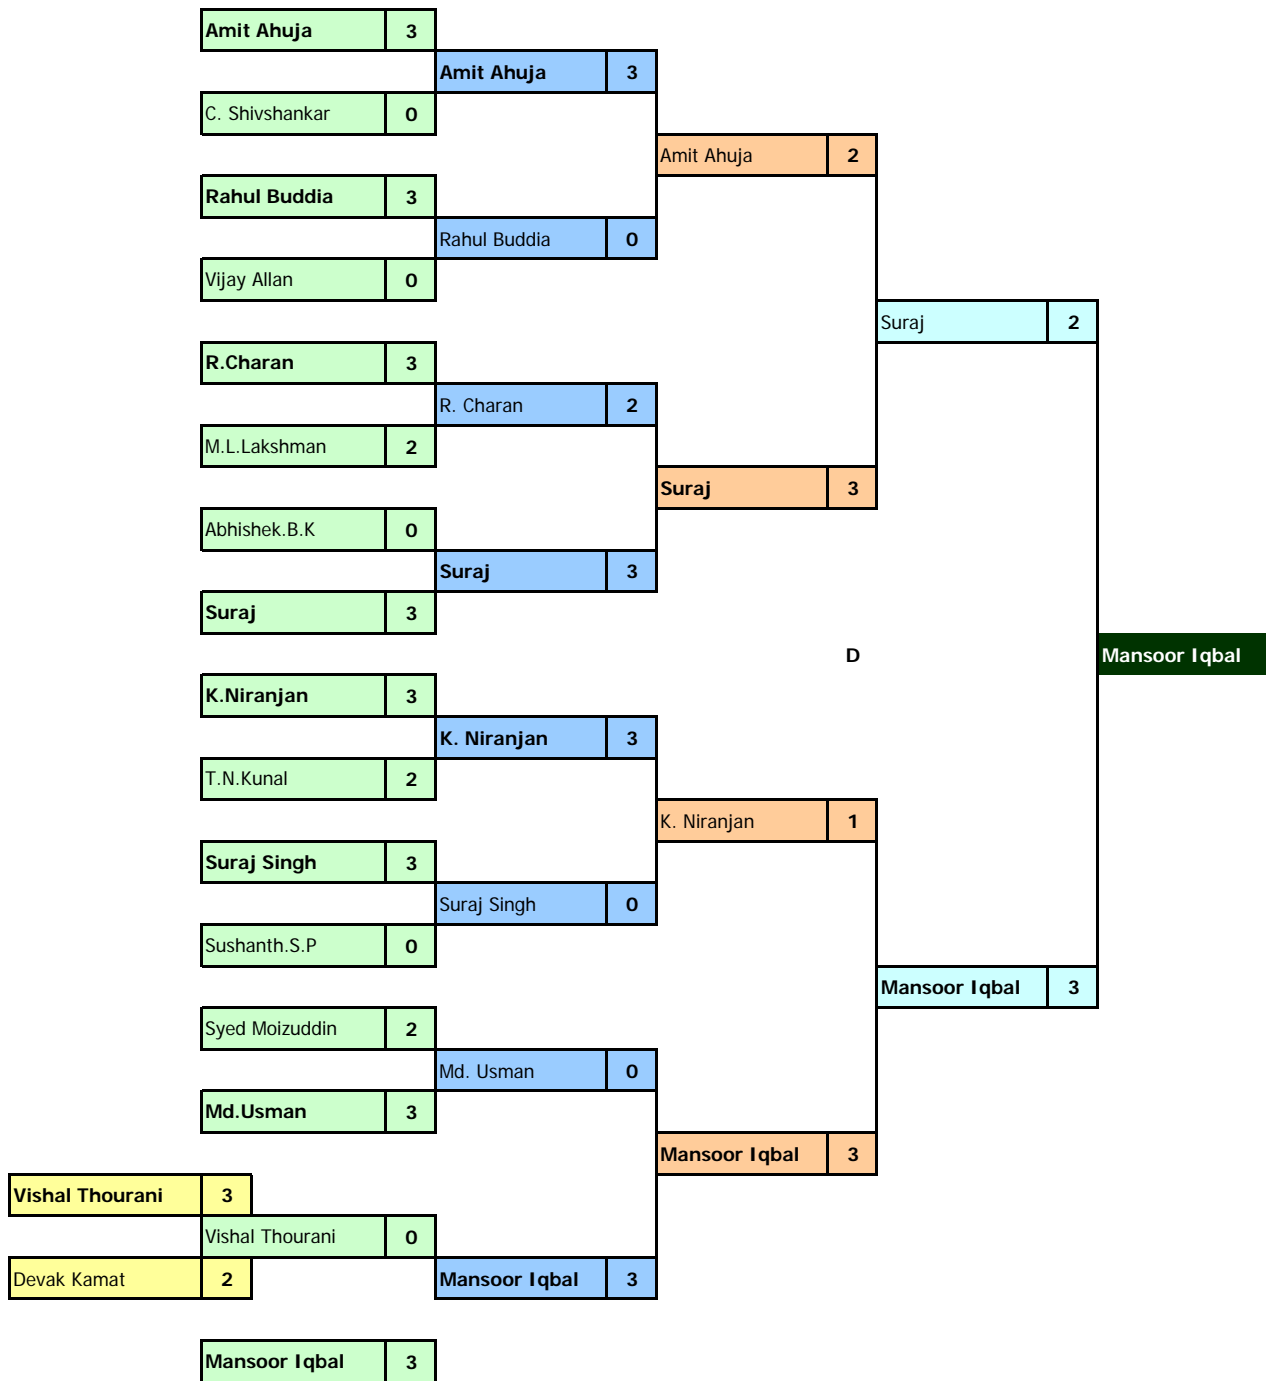 Amit Ahuja 3
Amit Ahuja 3
C. Shivshankar 0
Amit Ahuja 2
Rahul Buddia 3
Rahul Buddia 0
Vijay Allan 0
Suraj 2
R.Charan 3
R. Charan 2
M.L.Lakshman 2
Suraj 3
Abhishek.B.K 0
Suraj 3
Suraj 3
D Mansoor Iqbal
K.Niranjan 3
K. Niranjan 3
T.N.Kunal 2
K. Niranjan 1
Suraj Singh 3
Suraj Singh 0
Sushanth.S.P 0
Mansoor Iqbal 3
Syed Moizuddin 2
Md. Usman 0
Md.Usman 3
Mansoor Iqbal 3
Vishal Thourani 3
Vishal Thourani 0
Devak Kamat 2 Mansoor Iqbal 3
Mansoor Iqbal 3